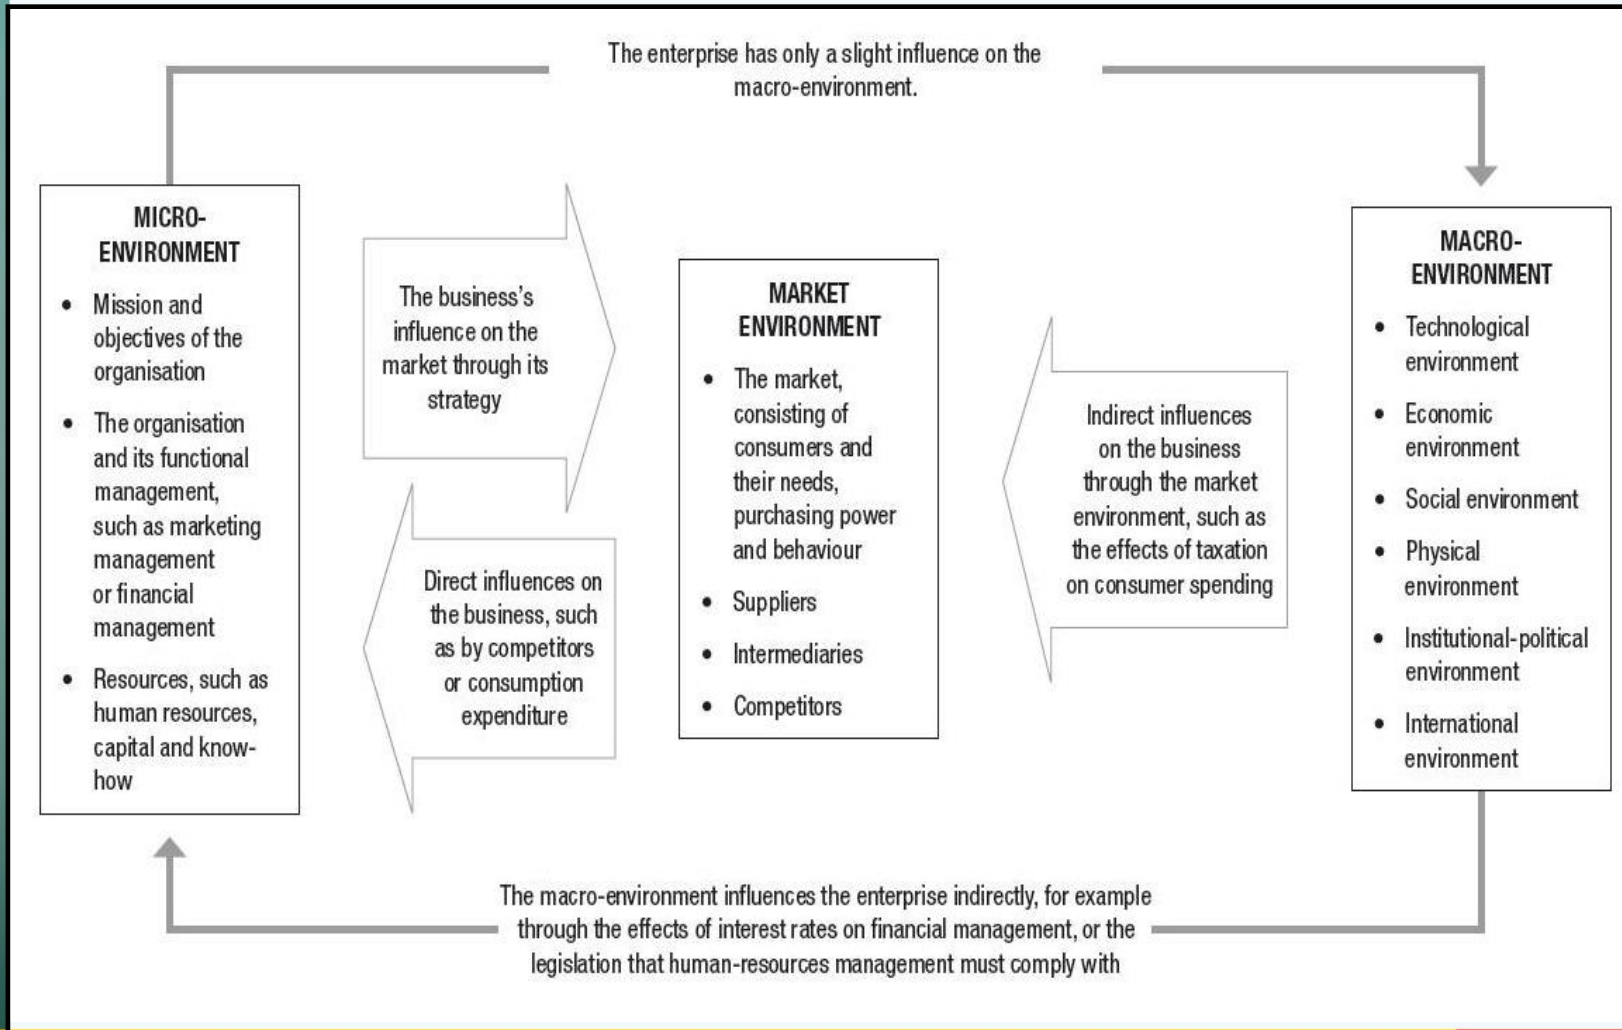 The enterprise has only a slight influence on the
macro-environment.
MICRO-
ENVIRONMENT
• Mission and
objectives of the
organisation
• The organisation
and its functional
management,
such as marketing
management
or financial
management
• Resources, such as
human resources,
capital and know-
how
The business’s
influence on the
market through its
strategy
Direct influences on
the business, such
as by competitors
or consumption
expenditure
MARKET
ENVIRONMENT
• The market,
consisting of
consumers and
their needs,
purchasing power
and behaviour
• Suppliers
• Intermediaries
• Competitors
Indirect influences
on the business
through the market
environment, such as
the effects of taxation
on consumer spending
MACRO-
ENVIRONMENT
• Technological
environment
• Economic
environment
• Social environment
• Physical
environment
• Institutional-political
environment
• International
environment
The macro-environment influences the enterprise indirectly, for example
through the effects of interest rates on financial management, or the
legislation that human-resources management must comply with